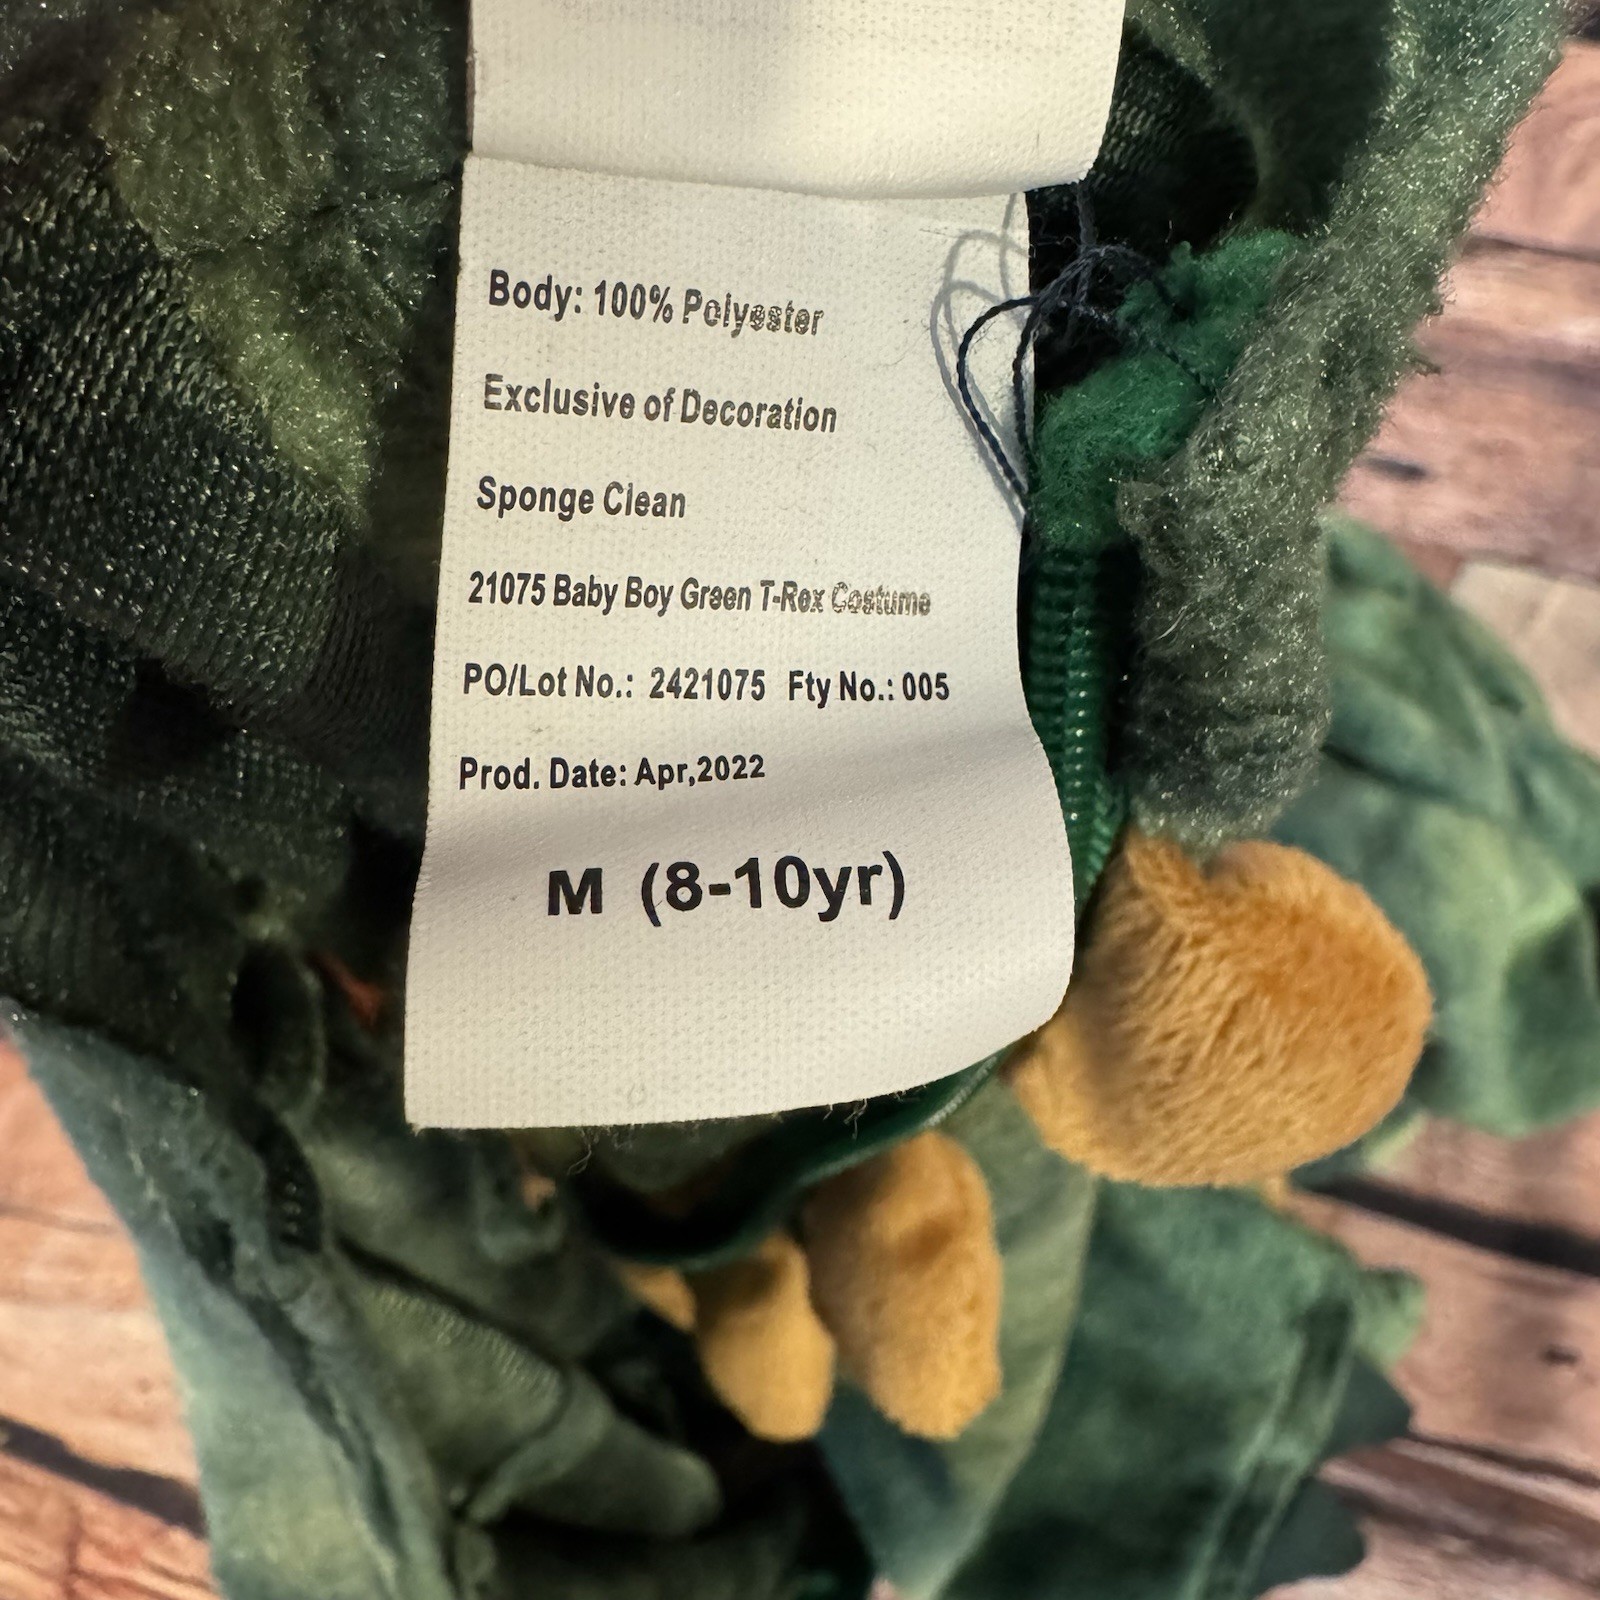 Body: 100% Polyester
Exclusive of Decoration
Sponge Clean
21075 Baby Boy Green T-Rex Costume
PO/Lot No.: 2421075 Fty No.: 005
Prod. Date: Apr,2022
M (8-10yr)